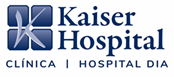 Kaiser
Hospital
CLÍNICA | HOSPITAL DIA